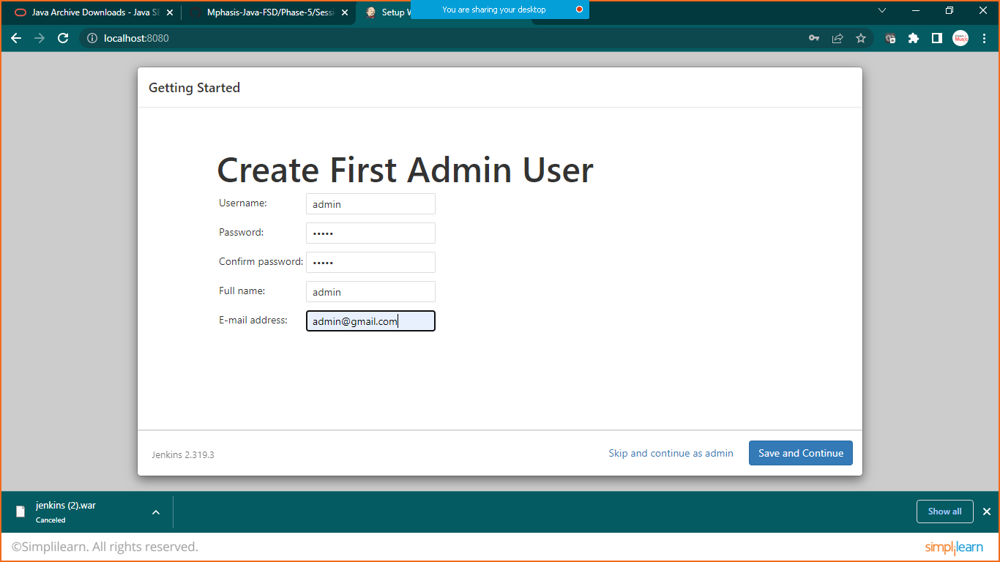 Java Archive Downloads - Java SE
Mphasis-Java-FSD/Phase-5/Sessi
Setup W
You are sharing your desktop
localhost:8080
Getting Started
Create First Admin User
Username:
admin
Password:
•••••
Confirm password:
•••••
Full name:
admin
E-mail address:
admin@gmail.com
Jenkins 2.319.3
Skip and continue as admin
Save and Continue
jenkins (2).war
Canceled
Show all
©Simplilearn. All rights reserved.
simplilearn